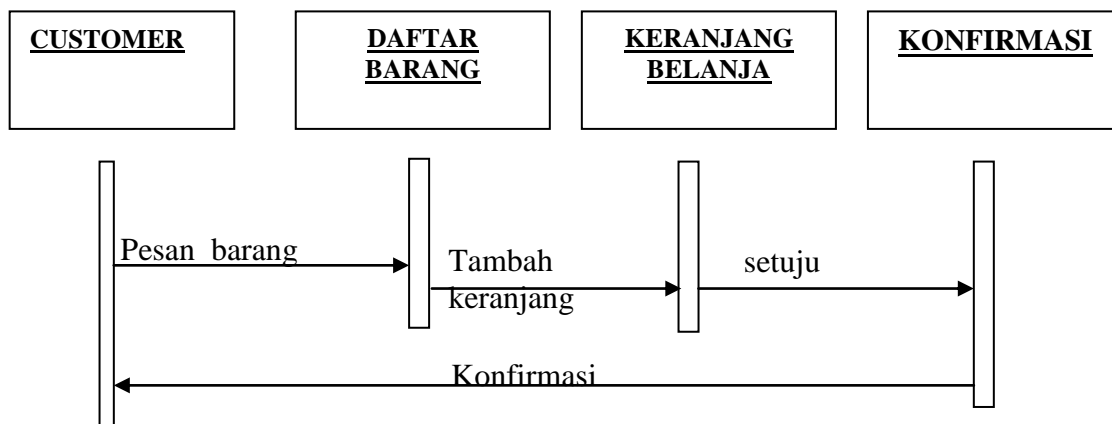 CUSTOMER
DAFTAR
BARANG
KERANJANG
BELANJA
KONFIRMASI
Pesan barang
Tambah
keranjang
setuju
Konfirmasi